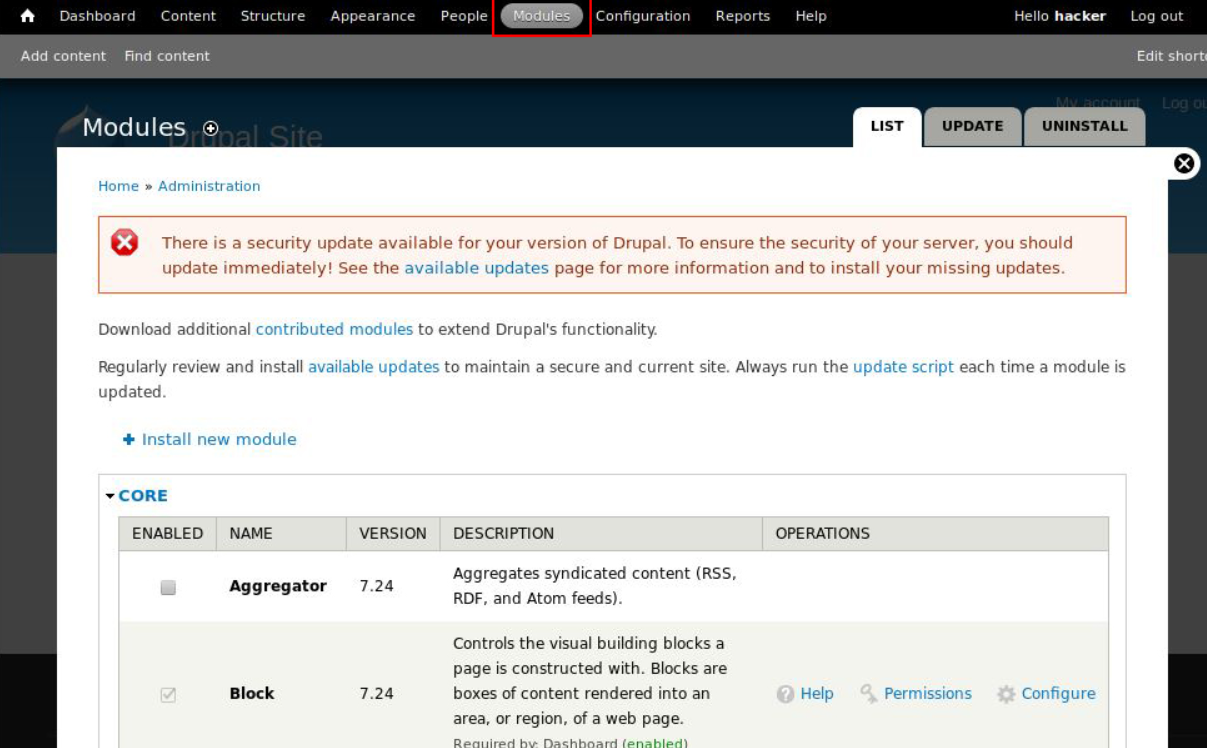 Dashboard Content Structure Appearance People Modules Configuration Reports Help Hello hacker Log out
Add content Find content Edit short
My account Log ou
Modules
Drupal Site
LIST UPDATE UNINSTALL
Home » Administration
There is a security update available for your version of Drupal. To ensure the security of your server, you should
update immediately! See the available updates page for more information and to install your missing updates.
Download additional contributed modules to extend Drupal's functionality.
Regularly review and install available updates to maintain a secure and current site. Always run the update script each time a module is
updated.
Install new module
CORE
ENABLED NAME VERSION DESCRIPTION OPERATIONS
Aggregator 7.24 Aggregates syndicated content (RSS,
RDF, and Atom feeds).
Controls the visual building blocks a
page is constructed with. Blocks are
Block 7.24 boxes of content rendered into an Help Permissions Configure
area, or region, of a web page.
Required by: Dashboard (enabled)